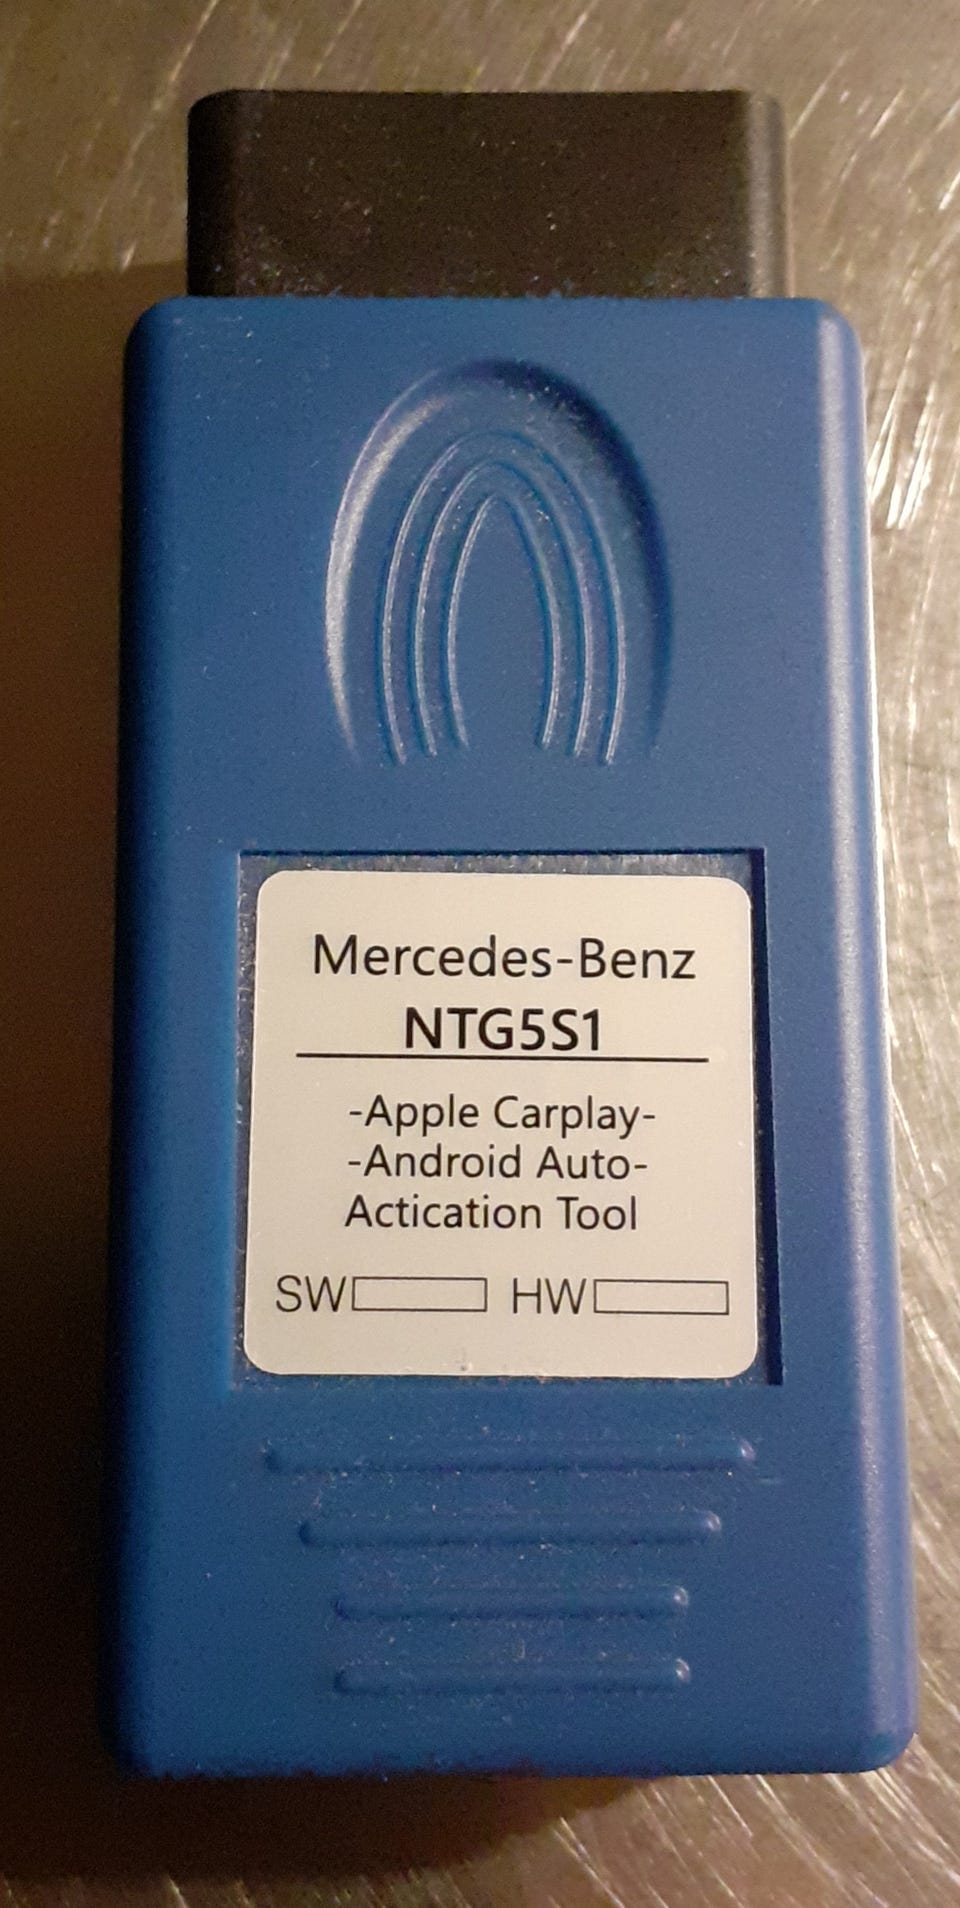 Mercedes-Benz
NTG5S1
-Apple Carplay-
-Android Auto-
Actication Tool
SW HW